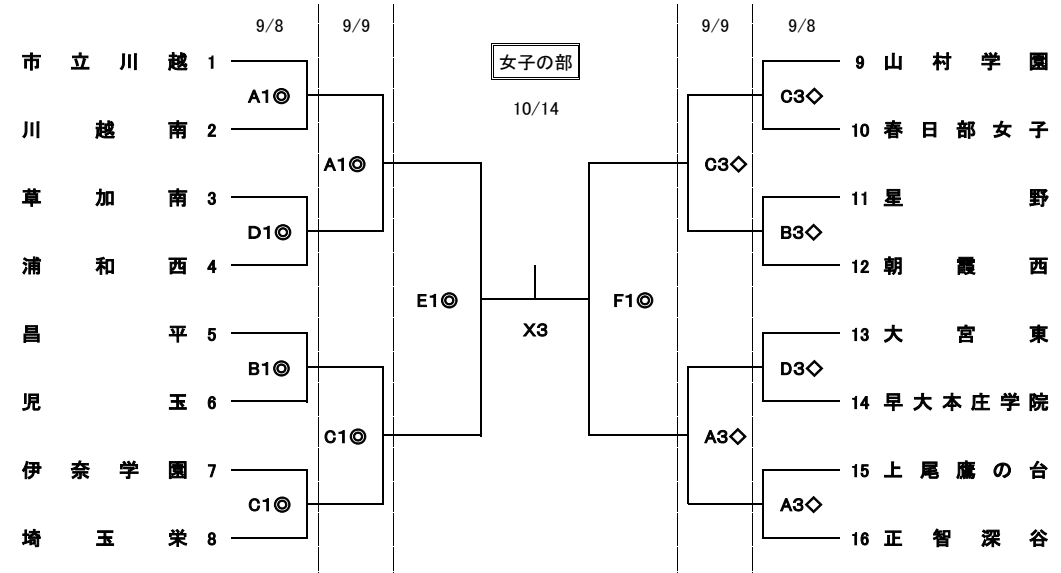 9/8 9/9 9/9 9/8
女子の部
市立川越 1 9 山村学園
A1◎ C3◇
10/14
川越南 2 10 春日部女子
A1◎ C3◇
草加南 3 11 星野
D1◎ B3◇
浦和西 4 12 朝霞西
E1◎ F1◎
X3
昌平 5 13 大宮東
B1◎ D3◇
児玉 6 14 早大本庄学院
C1◎ A3◇
伊奈学園 7 15 上尾鷹の台
C1◎ A3◇
埼玉栄 8 16 正智深谷